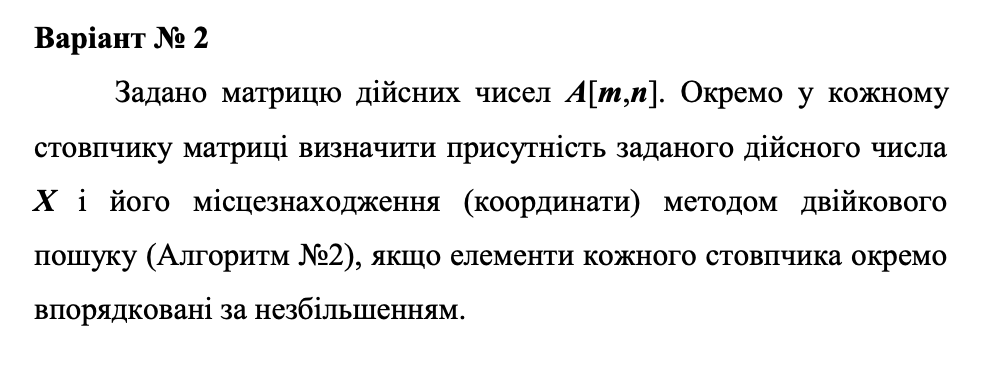 Варіант № 2
Задано матрицю дійсних чисел A[m,n]. Окремо у кожному
стовпчику матриці визначити присутність заданого дійсного числа
X і його місцезнаходження (координати) методом двійкового
пошуку (Алгоритм №2), якщо елементи кожного стовпчика окремо
впорядковані за незбільшенням.